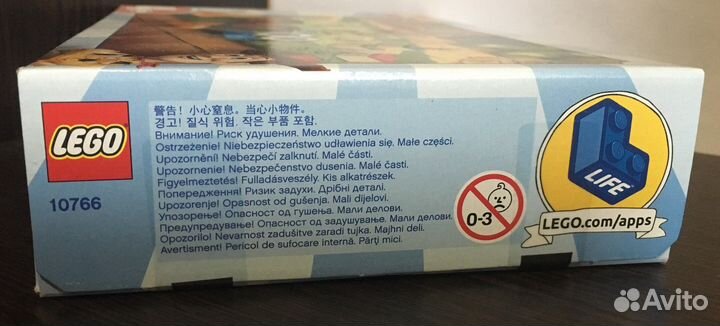 LEGO
10766
警告！小心窒息。当心小物件。
경고! 질식 위험. 작은 부품 포함.
Внимание! Риск удушения. Мелкие детали.
Ostrzeżenie! Niebezpieczeństwo udławienia się. Małe części.
Upozornění! Nebezpečí zalknutí. Malé části.
Upozornenie! Nebezpečenstvo dusenia. Malé časti.
Figyelmeztetés! Fulladásveszély. Kis alkatrészek.
Попередження! Ризик задухи. Дрібні деталі.
Upozorenje! Opasnost od gušenja. Mali dijelovi.
Упозорење! Опасност од гушења. Мали делови.
Предупредување! Опасност од задушување. Мали делови.
Opozorilo! Nevarnost zadušitve zaradi tujka. Majhni deli.
Avertisment! Pericol de sufocare internă. Părţi mici.
0-3
LIFE
LEGO.com/apps
Avito